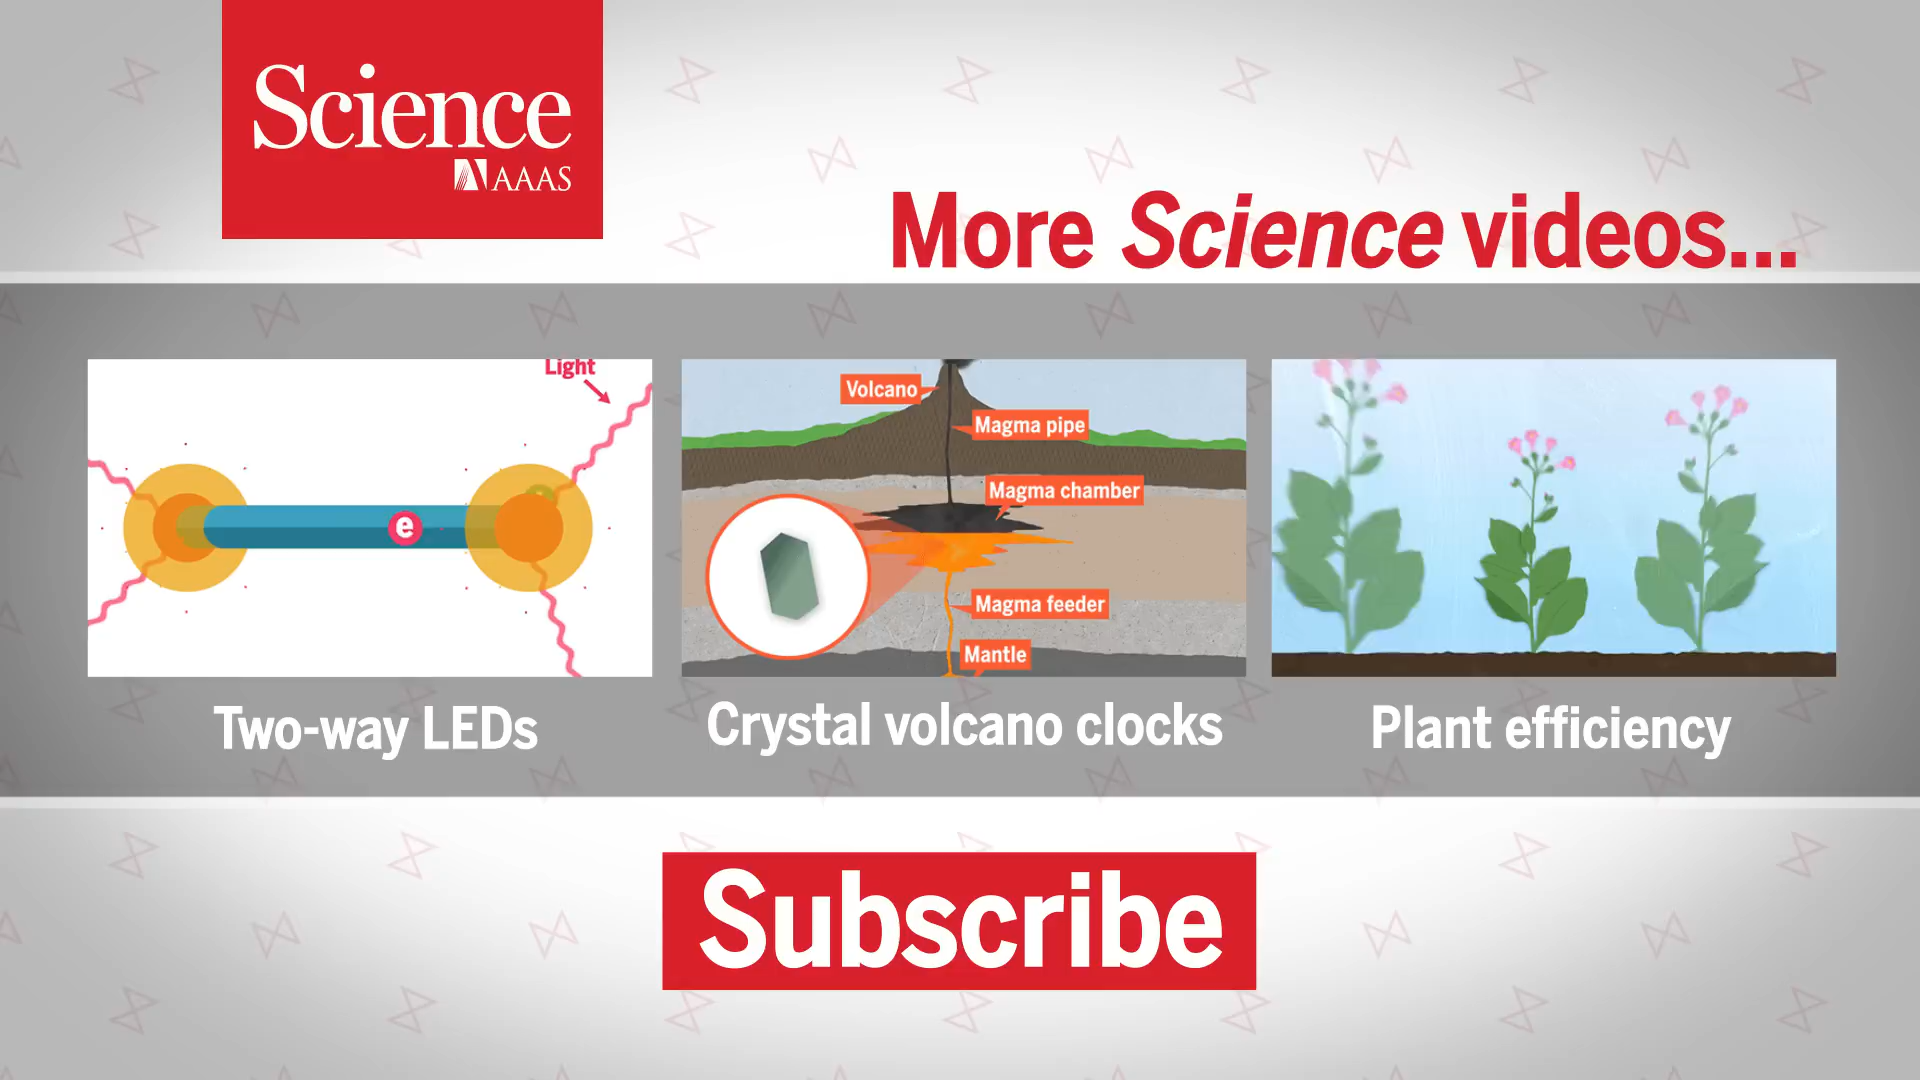 Science
AAAS
More Science videos...
Light
e
Volcano
Magma pipe
Magma chamber
Magma feeder
Mantle
Two-way LEDs
Crystal volcano clocks
Plant efficiency
Subscribe